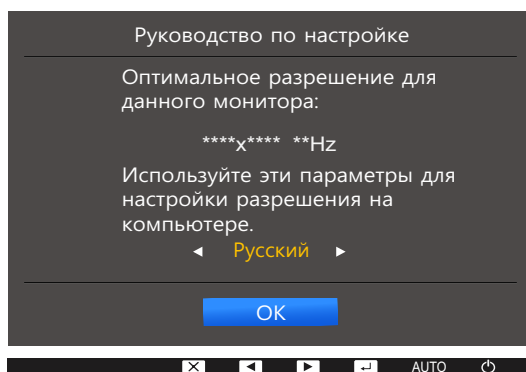 Руководство по настройке
Оптимальное разрешение для
данного монитора:
****x**** **Hz
Используйте эти параметры для
настройки разрешения на
компьютере.
Русский
OK
AUTO